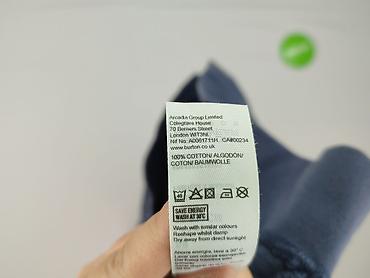 Arcadia Group Limited
Colegrave House
70 Berners Street
London W1T3NL
Nif No: A0061711H CA#00234
www.burton.co.uk
100% COTTON/ ALGODÓN/
COTON/ BAUMWOLLE
40
SAVE ENERGY
WASH AT 30°C
Wash with similar colours
Reshape whilst damp
Dry away from direct sunlight